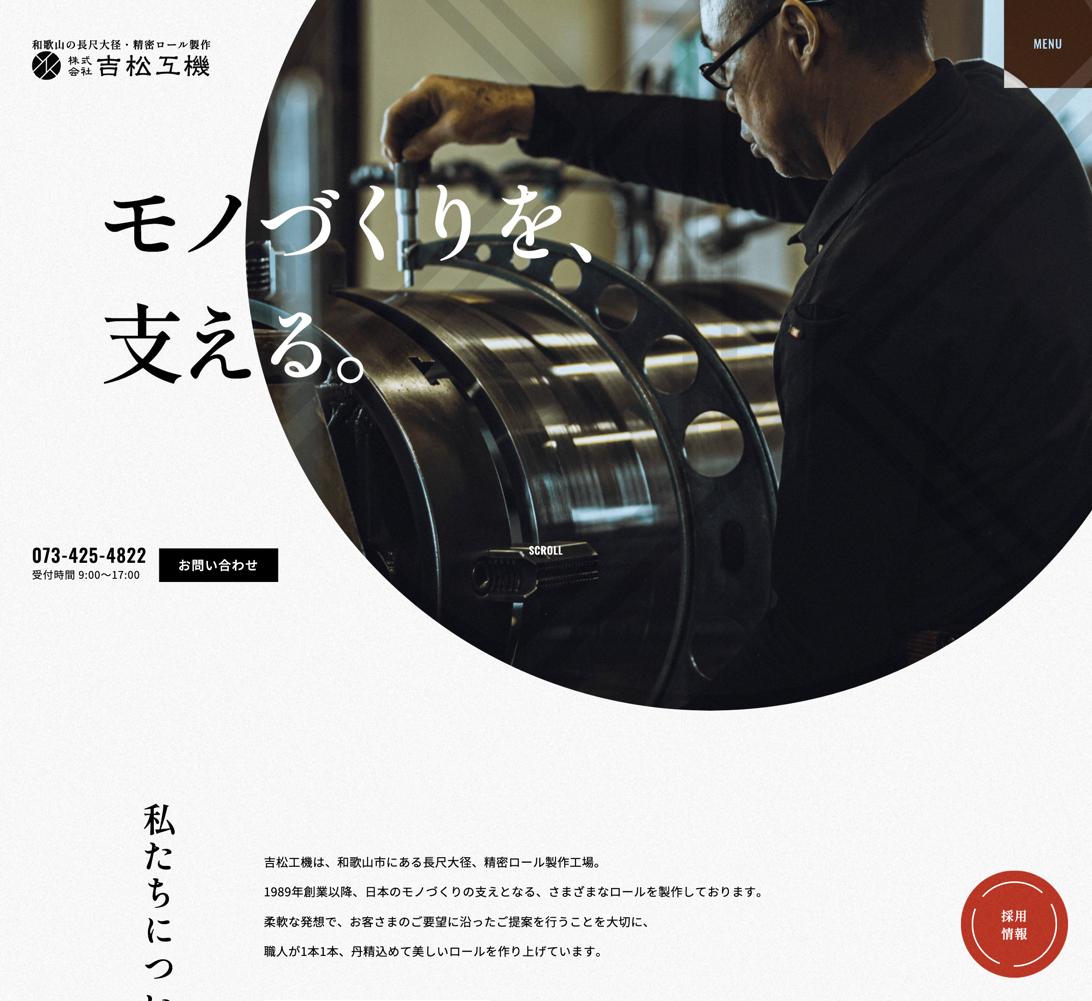 和歌山の長尺大径・精密ロール製作
株式会社 吉松工機
MENU
モノづくりを、
支える。
SCROLL
073-425-4822
受付時間 9:00〜17:00
お問い合わせ
私たちにつ
吉松工機は、和歌山市にある長尺大径、精密ロール製作工場。
1989年創業以降、日本のモノづくりの支えとなる、さまざまなロールを製作しております。
柔軟な発想で、お客さまのご要望に沿ったご提案を行うことを大切に、
職人が1本1本、丹精込めて美しいロールを作り上げています。
採用
情報